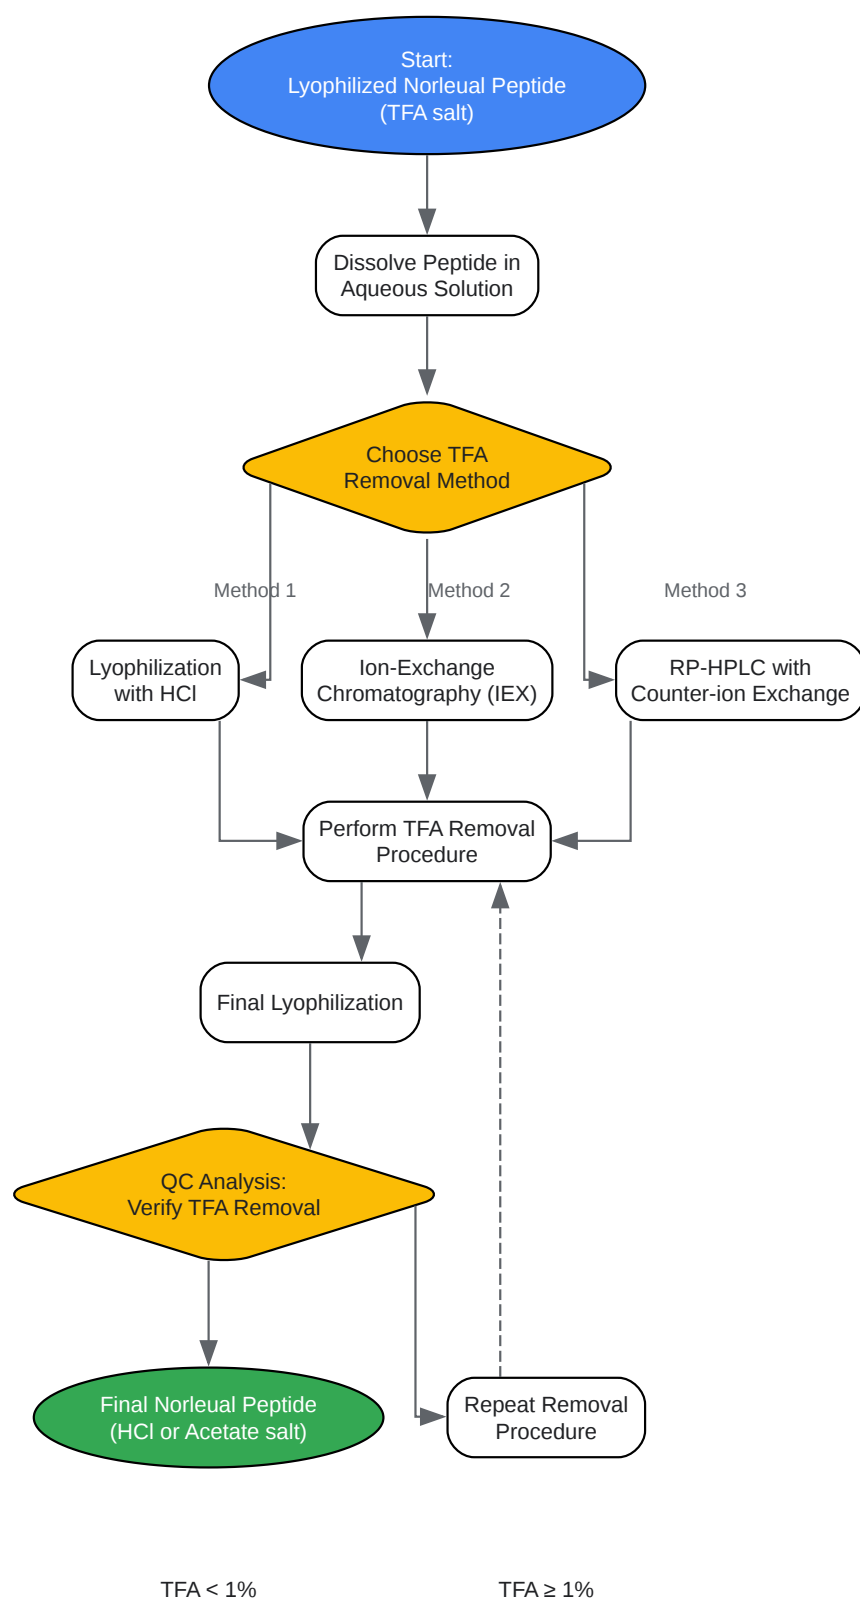 Start:
Lyophilized Norleual Peptide
(TFA salt)
Dissolve Peptide in
Aqueous Solution
Choose TFA
Removal Method
Method 1
Method 2
Method 3
Lyophilization
with HCl
Ion-Exchange
Chromatography (IEX)
RP-HPLC with
Counter-ion Exchange
Perform TFA Removal
Procedure
Final Lyophilization
QC Analysis:
Verify TFA Removal
Final Norleual Peptide
(HCl or Acetate salt)
Repeat Removal
Procedure
TFA < 1%
TFA ≥ 1%